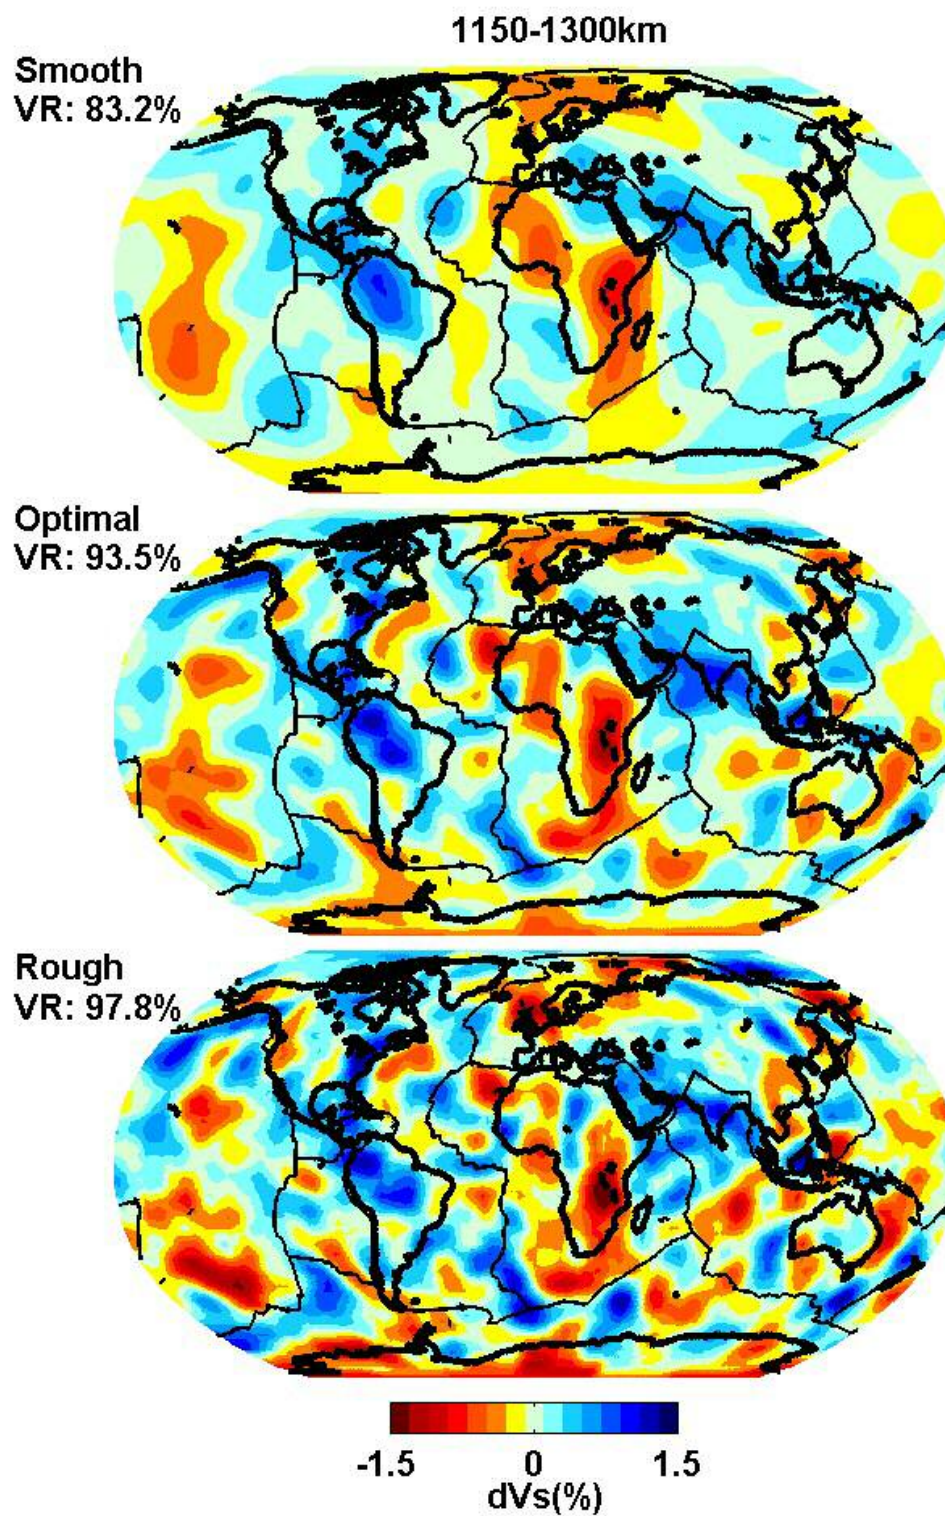 1150-1300km
Smooth
VR: 83.2%
Optimal
VR: 93.5%
Rough
VR: 97.8%
-1.5 0 1.5
dVs(%)